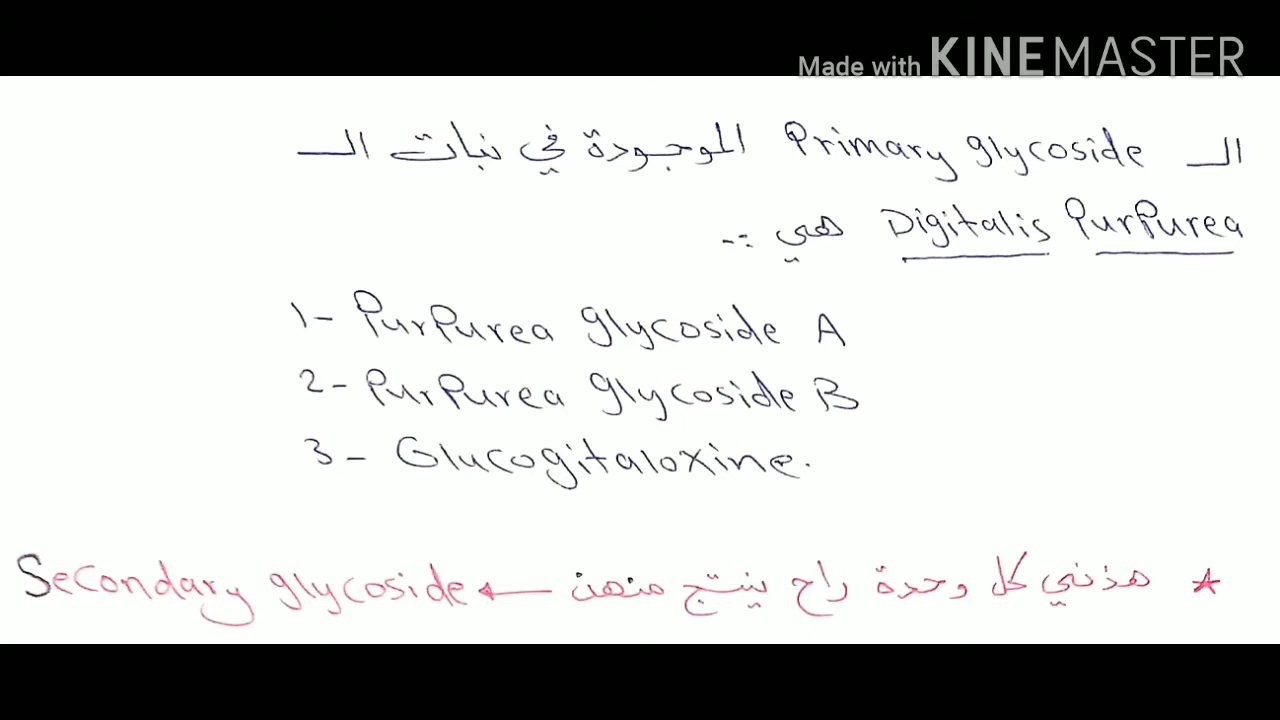 Made with KINEMASTER
الـ Primary glycoside الموجودة في نبات الـ
Digitalis PurPurea هي :-
1- PurPurea glycoside A
2- PurPurea glycoside B
3- Glucogitaloxine.
* هذني كل وحدة راح ينتج منهن ← Secondary glycoside